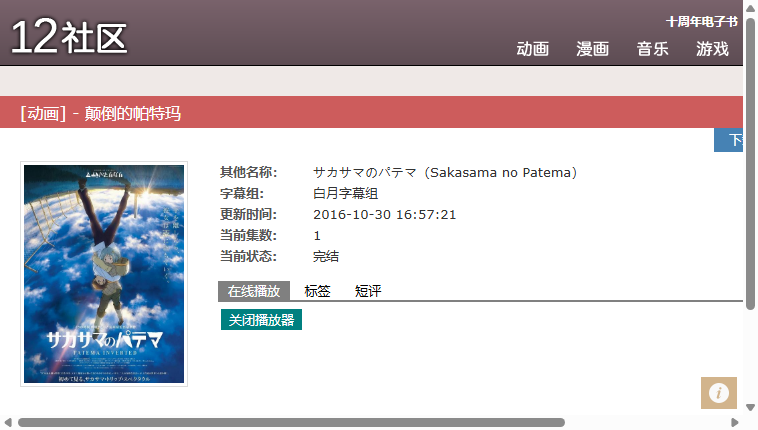 十周年电子书
12社区
动画 漫画 音乐 游戏
[动画] - 颠倒的帕特玛
其他名称: サカサマのパテマ（Sakasama no Patema）
字幕组: 白月字幕组
更新时间: 2016-10-30 16:57:21
当前集数: 1
当前状态: 完结
在线播放 标签 短评
关闭播放器
サカサマのパテマ
PATEMA INVERTED
i